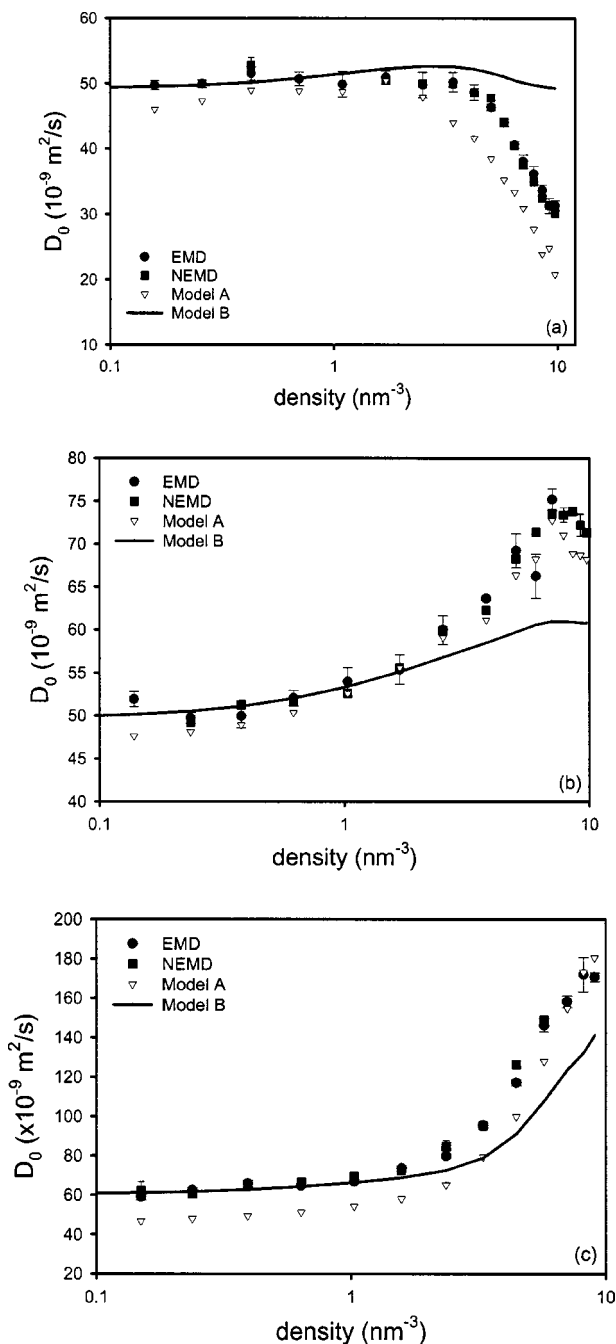 60
50
40
30
20
10
D₀ (10⁻⁹ m²/s)
EMD
NEMD
Model A
Model B
(a)
0.1 1 10
density (nm⁻³)
80
75
70
65
60
55
50
45
40
D₀ (10⁻⁹ m²/s)
EMD
NEMD
Model A
Model B
(b)
0.1 1 10
density (nm⁻³)
200
180
160
140
120
100
80
60
40
20
D₀ (x10⁻⁹ m²/s)
EMD
NEMD
Model A
Model B
(c)
0.1 1 10
density (nm⁻³)